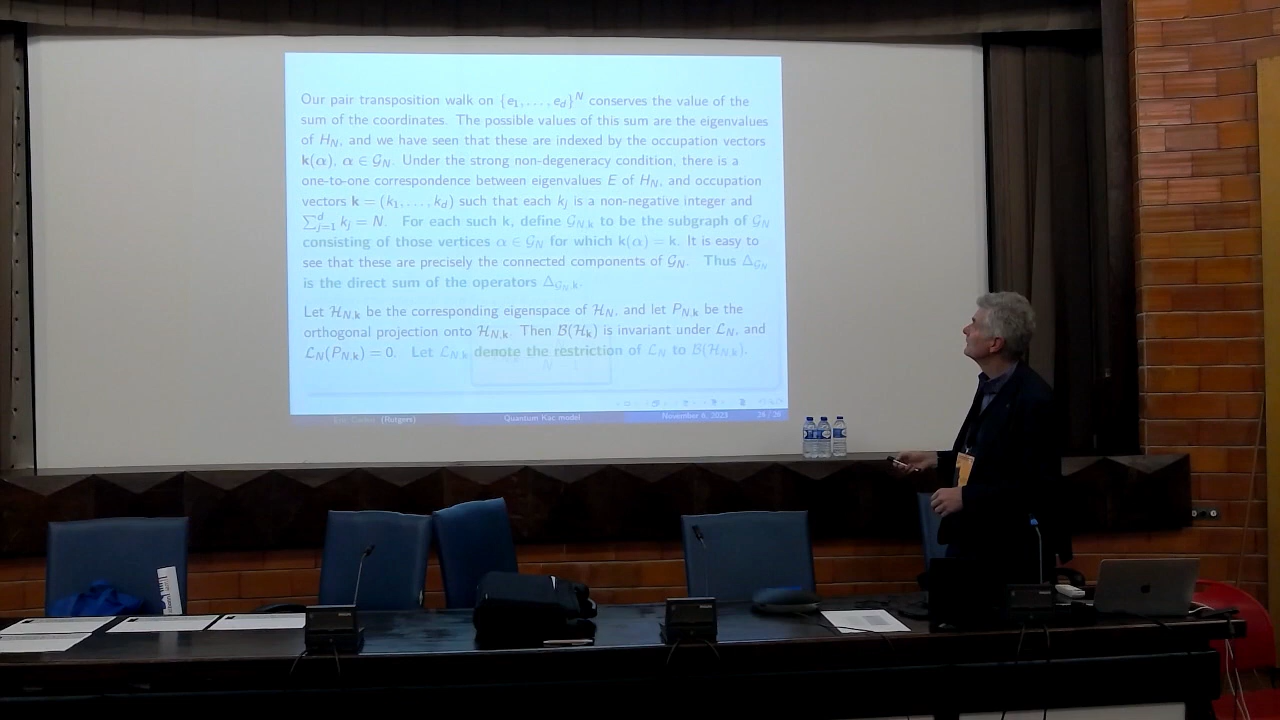 Our pair transposition walk on {e₁, . . . , e_d}^N conserves the value of the
sum of the coordinates. The possible values of this sum are the eigenvalues
of H_N, and we have seen that these are indexed by the occupation vectors
k(α), α ∈ 𝒢_N. Under the strong non-degeneracy condition, there is a
one-to-one correspondence between eigenvalues E of H_N, and occupation
vectors k = (k₁, . . . , k_d) such that each k_j is a non-negative integer and
∑_{j=1}^d k_j = N. For each such k, define 𝒢_{N,k} to be the subgraph of 𝒢_N
consisting of those vertices α ∈ 𝒢_N for which k(α) = k. It is easy to
see that these are precisely the connected components of 𝒢_N. Thus Δ_{𝒢_N}
is the direct sum of the operators Δ_{𝒢_N,k}.
Let ℋ_{N,k} be the corresponding eigenspace of ℋ_N, and let P_{N,k} be the
orthogonal projection onto ℋ_{N,k}. Then ℬ(ℋ_k) is invariant under ℒ_N, and
ℒ_N(P_{N,k}) = 0. Let ℒ_{N,k} denote the restriction of ℒ_N to ℬ(ℋ_{N,k}).
(Rutgers) Quantum Kac model November 6, 2023 / 29